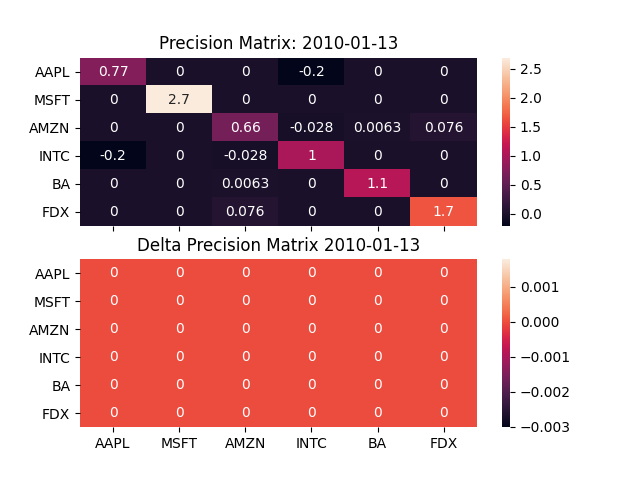 Precision Matrix: 2010-01-13
AAPL 0.77 0 0 -0.2 0 0
MSFT 0 2.7 0 0 0 0
AMZN 0 0 0.66 -0.028 0.0063 0.076
INTC -0.2 0 -0.028 1 0 0
BA 0 0 0.0063 0 1.1 0
FDX 0 0 0.076 0 0 1.7
2.5
2.0
1.5
1.0
0.5
0.0
Delta Precision Matrix 2010-01-13
AAPL 0 0 0 0 0 0
MSFT 0 0 0 0 0 0
AMZN 0 0 0 0 0 0
INTC 0 0 0 0 0 0
BA 0 0 0 0 0 0
FDX 0 0 0 0 0 0
AAPL MSFT AMZN INTC BA FDX
0.001
0.000
−0.001
−0.002
−0.003